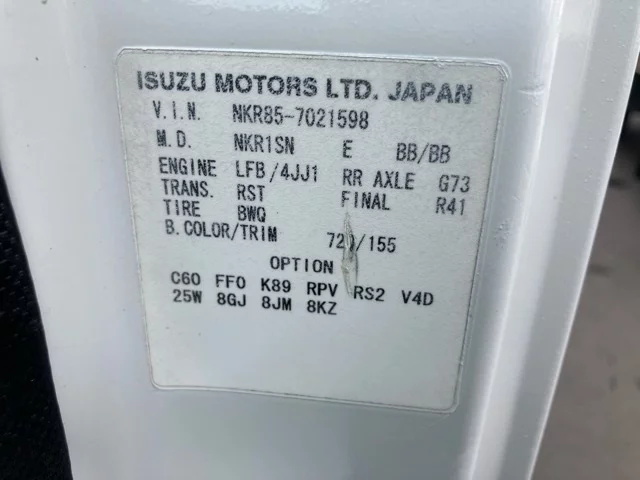 ISUZU MOTORS LTD. JAPAN
V.I.N. NKR85-7021598
M.D. NKR1SN E BB/BB
ENGINE LFB/4JJ1 RR AXLE G73
TRANS. RST FINAL R41
TIRE BWQ
B.COLOR/TRIM 729/155
OPTION
C60 FF0 K89 RPV RS2 V4D
25W 8GJ 8JM 8KZ